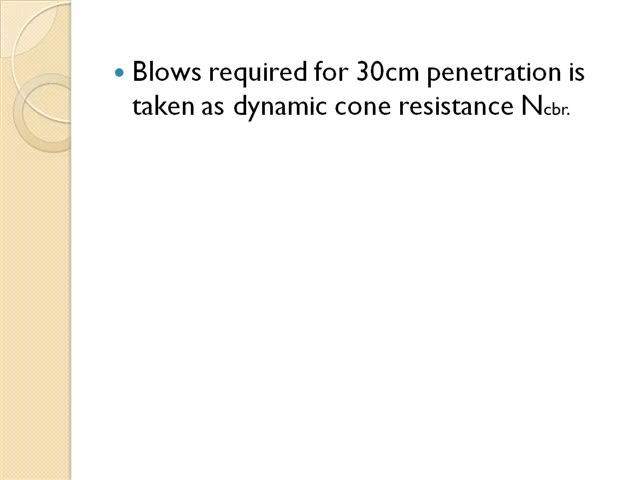 • Blows required for 30cm penetration is
taken as dynamic cone resistance Ncbr.